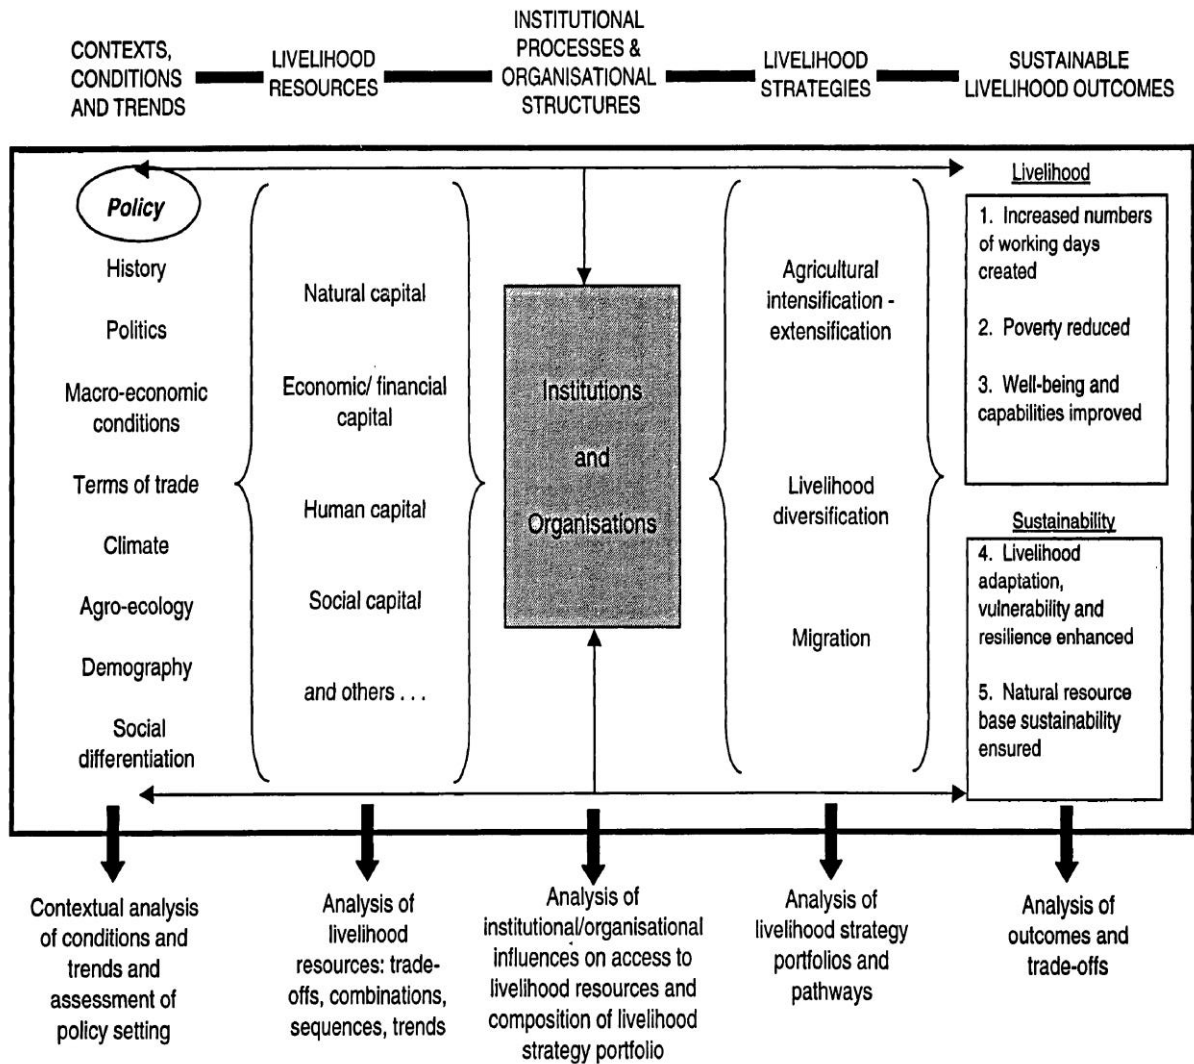 CONTEXTS,
CONDITIONS
AND TRENDS
LIVELIHOOD
RESOURCES
INSTITUTIONAL
PROCESSES &
ORGANISATIONAL
STRUCTURES
LIVELIHOOD
STRATEGIES
SUSTAINABLE
LIVELIHOOD OUTCOMES
Policy
History
Politics
Macro-economic
conditions
Terms of trade
Climate
Agro-ecology
Demography
Social
differentiation
Natural capital
Economic/ financial
capital
Human capital
Social capital
and others . . .
Institutions
and
Organisations
Agricultural
intensification -
extensification
Livelihood
diversification
Migration
Livelihood
1. Increased numbers
of working days
created
2. Poverty reduced
3. Well-being and
capabilities improved
Sustainability
4. Livelihood
adaptation,
vulnerability and
resilience enhanced
5. Natural resource
base sustainability
ensured
Contextual analysis
of conditions and
trends and
assessment of
policy setting
Analysis of
livelihood
resources: trade-
offs, combinations,
sequences, trends
Analysis of
institutional/organisational
influences on access to
livelihood resources and
composition of livelihood
strategy portfolio
Analysis of
livelihood strategy
portfolios and
pathways
Analysis of
outcomes and
trade-offs